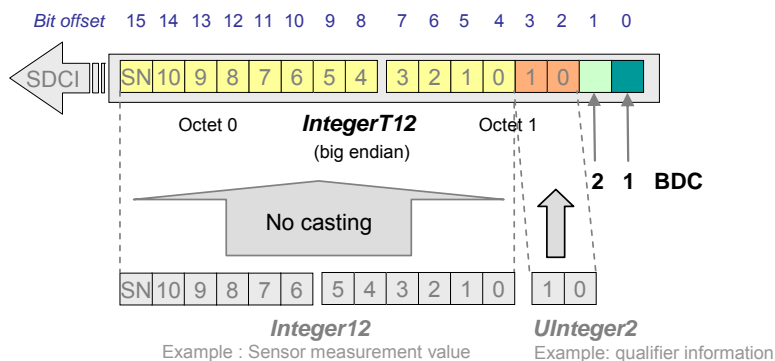 Bit offset 15 14 13 12 11 10 9 8 7 6 5 4 3 2 1 0
SDCI SN 10 9 8 7 6 5 4 3 2 1 0 1 0
Octet 0 IntegerT12 Octet 1
(big endian)
2 1 BDC
No casting
SN 10 9 8 7 6 5 4 3 2 1 0 1 0
Integer12 UInteger2
Example : Sensor measurement value Example: qualifier information